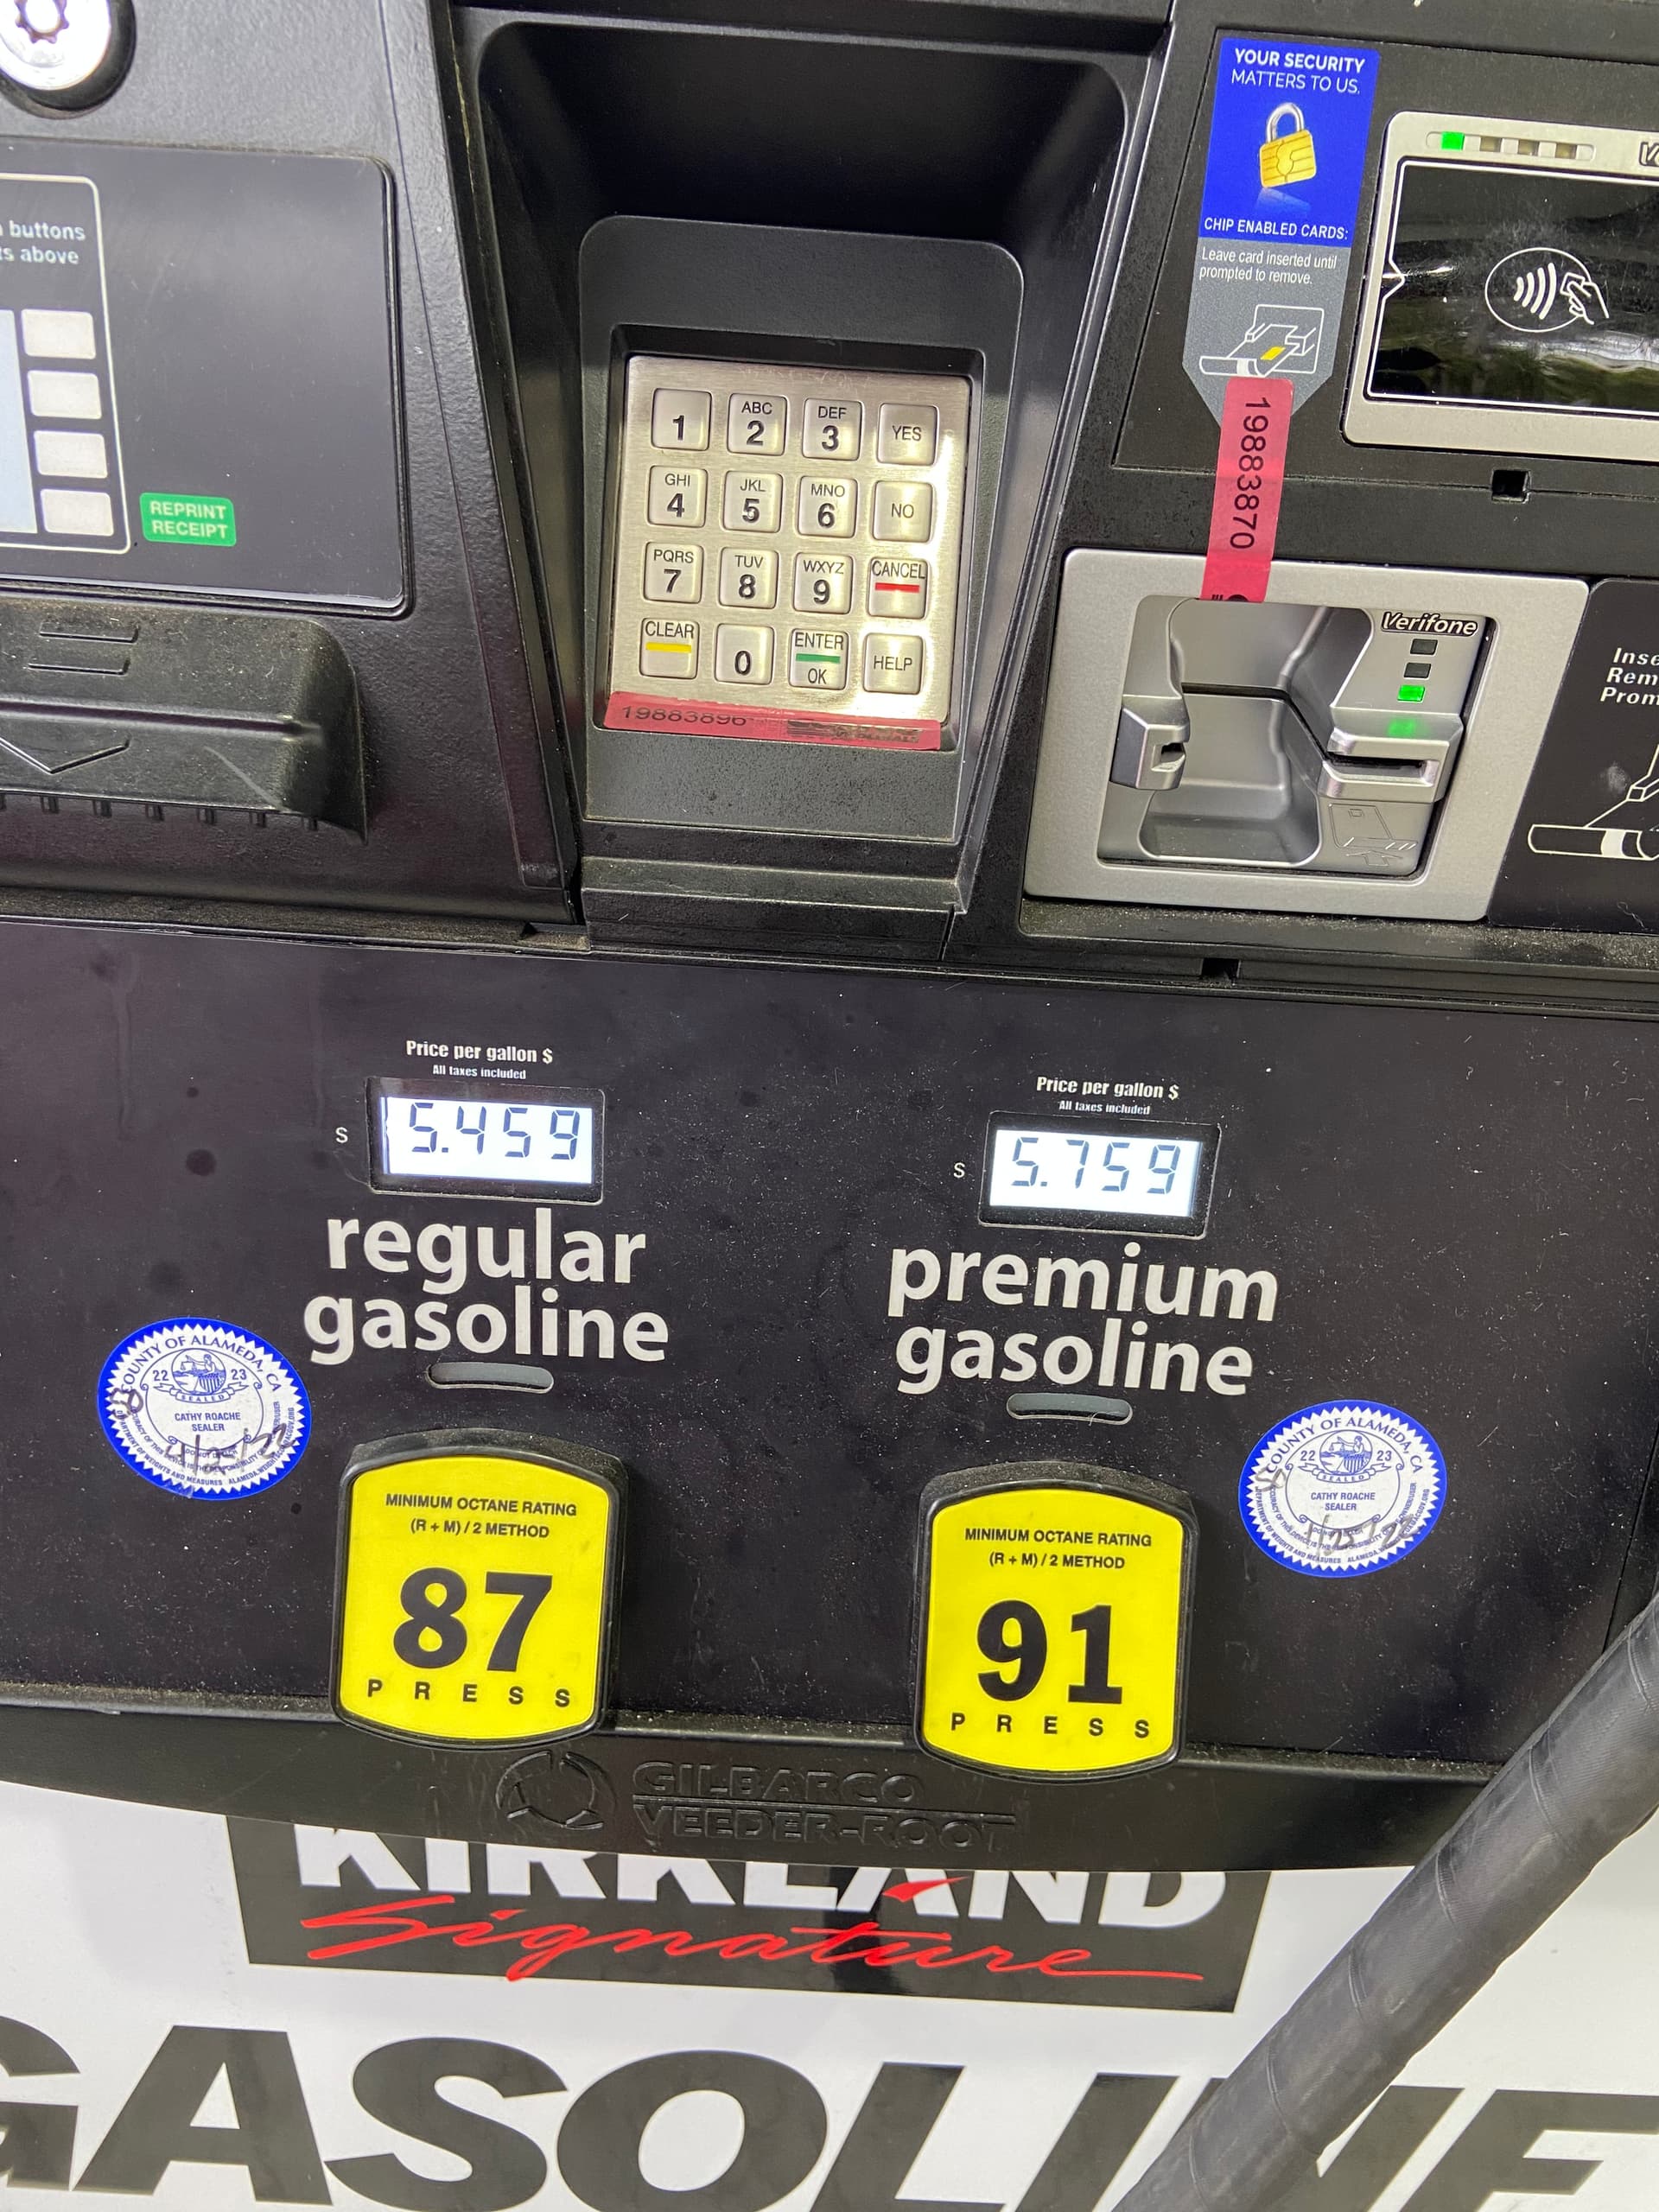 YOUR SECURITY
MATTERS TO US.
CHIP ENABLED CARDS:
Leave card inserted until
prompted to remove.
buttons
above
REPRINT
RECEIPT
1
ABC
2
DEF
3
YES
GHI
4
JKL
5
MNO
6
NO
PQRS
7
TUV
8
WXYZ
9
CANCEL
CLEAR
0
ENTER
OK
HELP
19883896
19883870
Verifone
Price per gallon $
All taxes included
$ 5.459
regular
gasoline
Price per gallon $
All taxes included
$ 5.759
premium
gasoline
COUNTY OF ALAMEDA, CA
22 23
SEALED
CATHY ROACHE
SEALER
COUNTY OF ALAMEDA, CA
22 23
SEALED
CATHY ROACHE
SEALER
MINIMUM OCTANE RATING
(R + M) / 2 METHOD
87
PRESS
MINIMUM OCTANE RATING
(R + M) / 2 METHOD
91
PRESS
GILBARCO
VEEDER-ROOT
KIRKLAND
Signature
GASOLINE